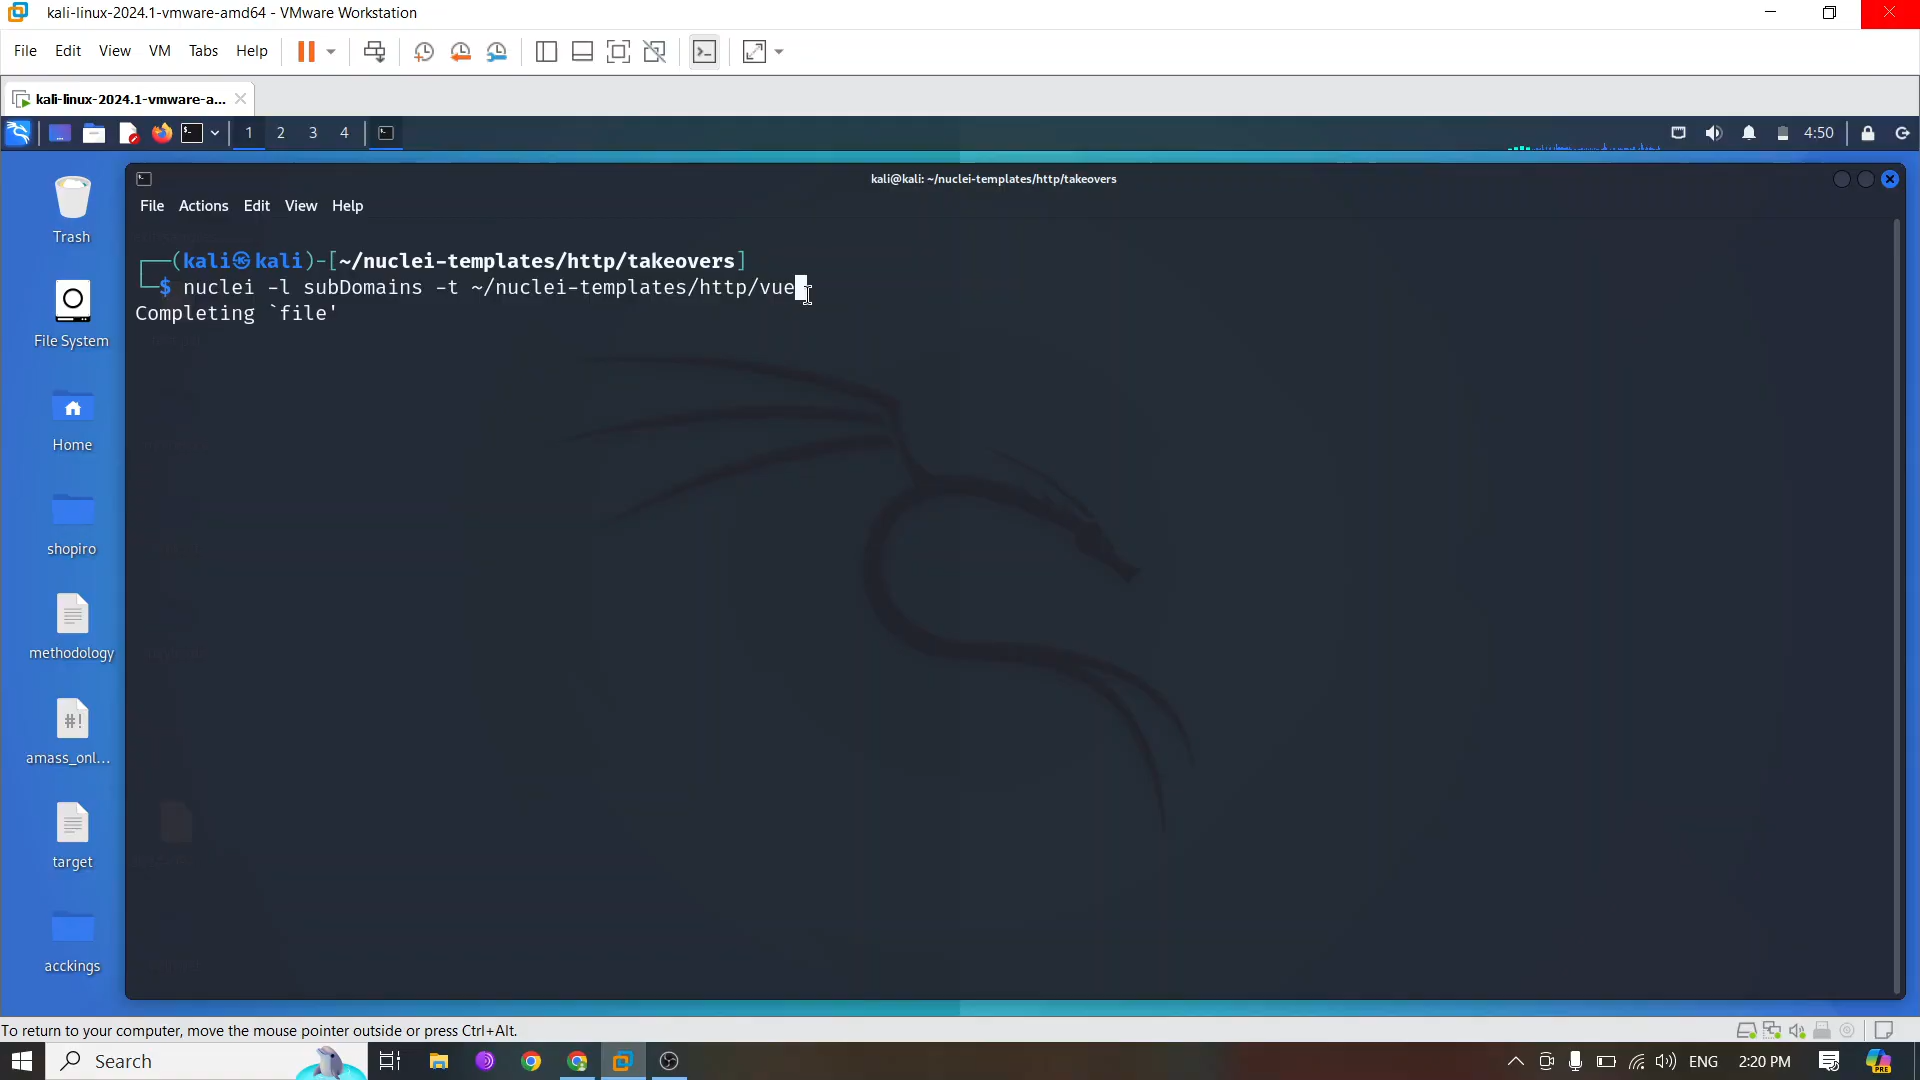 kali-linux-2024.1-vmware-amd64 - VMware Workstation
File Edit View VM Tabs Help
kali-linux-2024.1-vmware-a...
1 2 3 4
4:50
kali@kali: ~/nuclei-templates/http/takeovers
File Actions Edit View Help
┌──(kali㉿kali)-[~/nuclei-templates/http/takeovers]
└─$ nuclei -l subDomains -t ~/nuclei-templates/http/vue
Completing `file'
Trash
File System
Home
shopiro
methodology
#!
amass_onl...
target
acckings
To return to your computer, move the mouse pointer outside or press Ctrl+Alt.
Search
ENG
2:20 PM
PRE